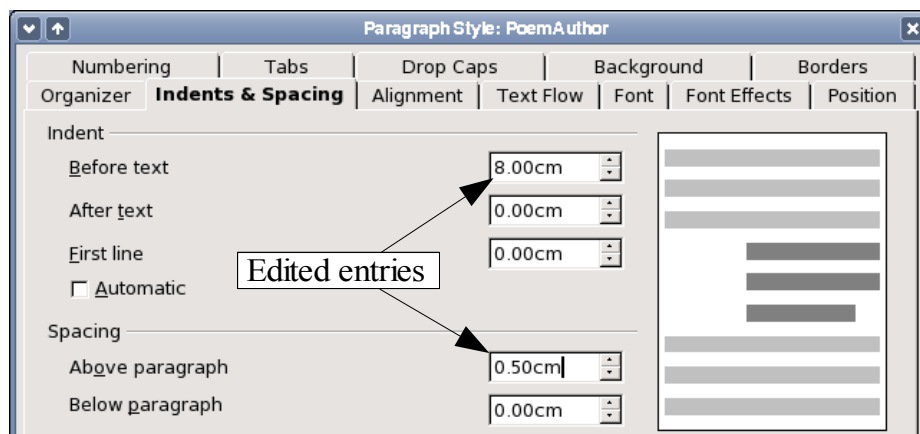 Paragraph Style: PoemAuthor
Numbering Tabs Drop Caps Background Borders
Organizer Indents & Spacing Alignment Text Flow Font Font Effects Position
Indent
Before text 8.00cm
After text 0.00cm
First line 0.00cm
Edited entries
Automatic
Spacing
Above paragraph 0.50cm
Below paragraph 0.00cm